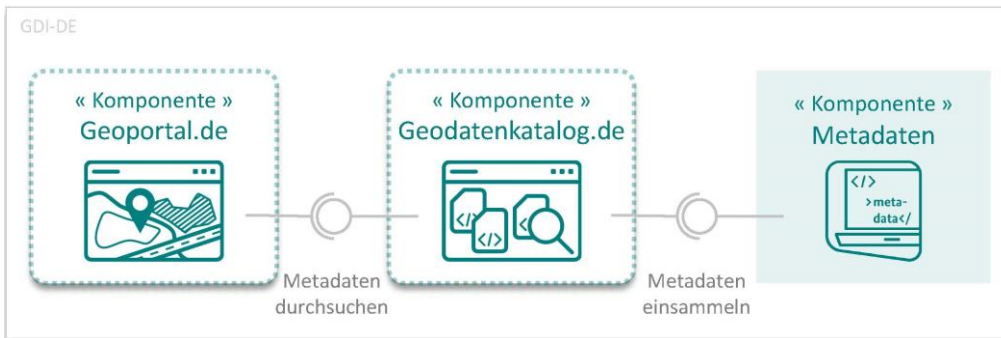 GDI-DE
« Komponente »
Geoportal.de
« Komponente »
Geodatenkatalog.de
« Komponente »
Metadaten
</>
</>
</>
>meta-
data</
Metadaten
durchsuchen
Metadaten
einsammeln